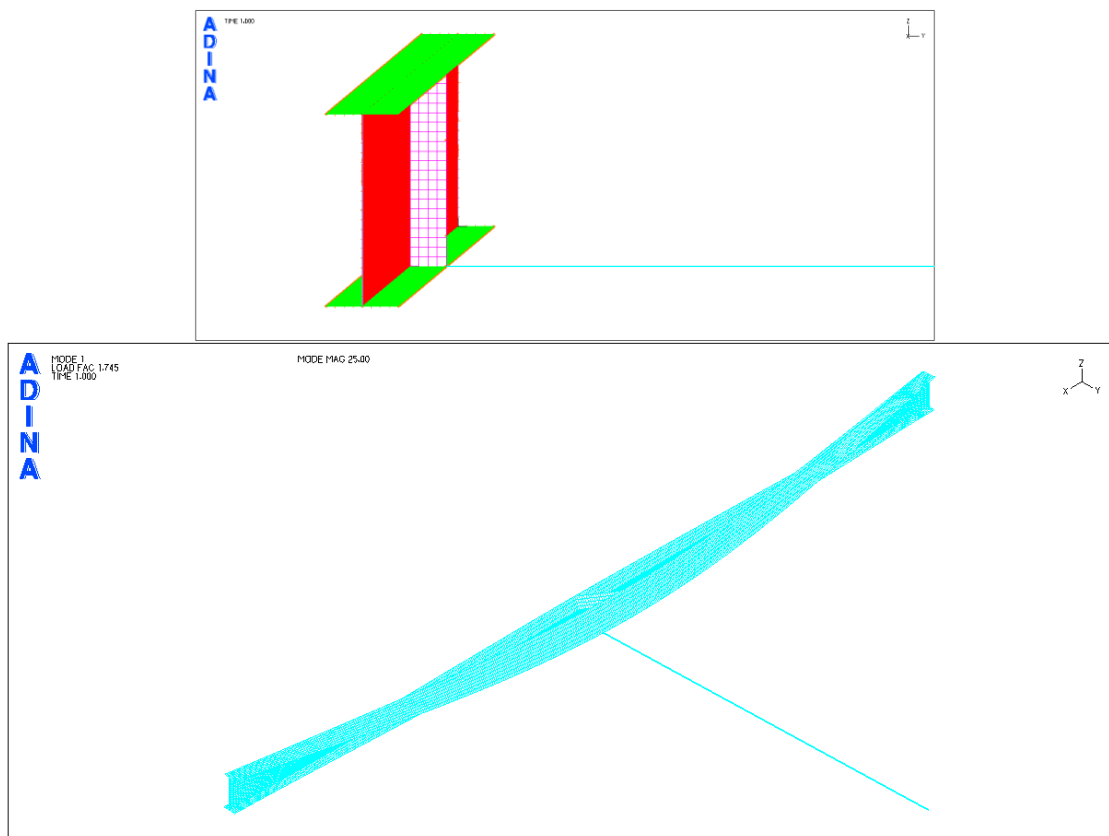 ADINA
TIME 1.000
Z
X
Y
ADINA
MODE 1
LOAD FAC 1.745
TIME 1.000
MODE MAG 25.00
Z
X
Y